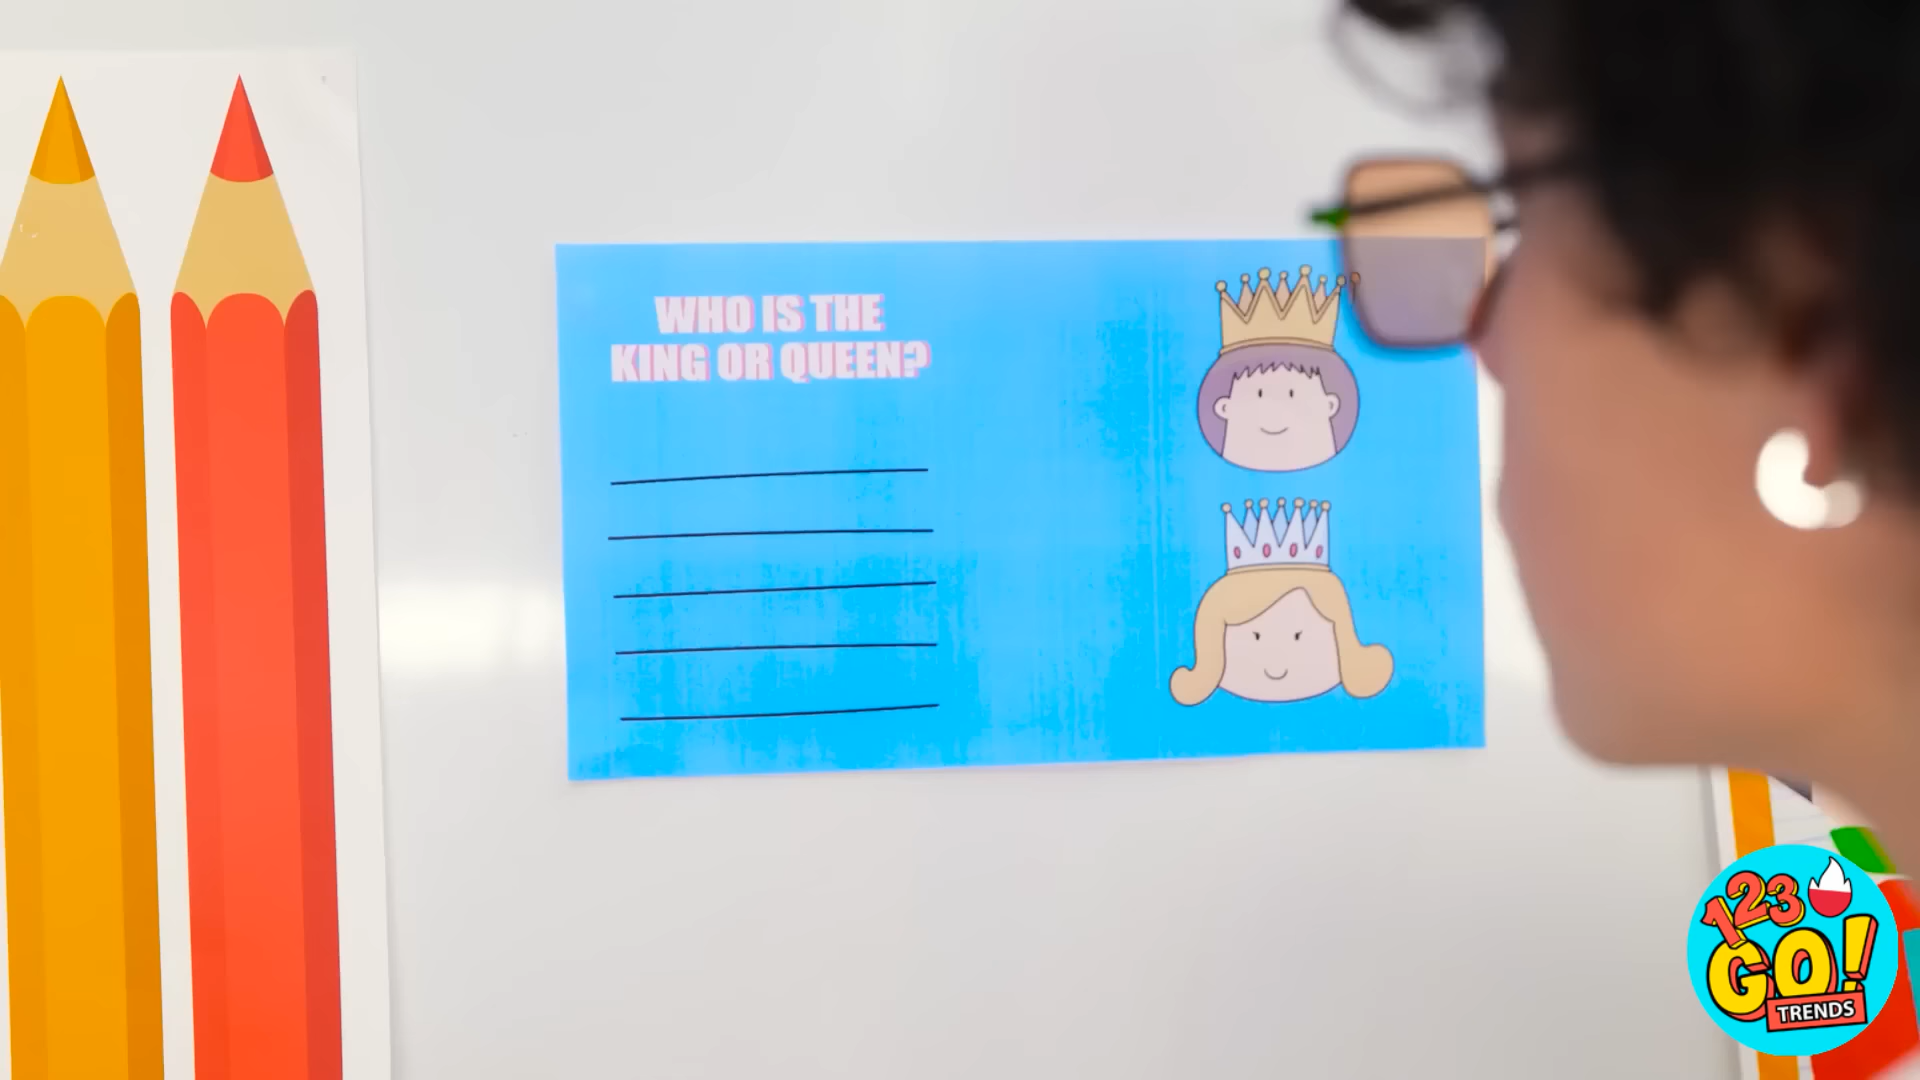 WHO IS THE
KING OR QUEEN?
123
GO!
TRENDS